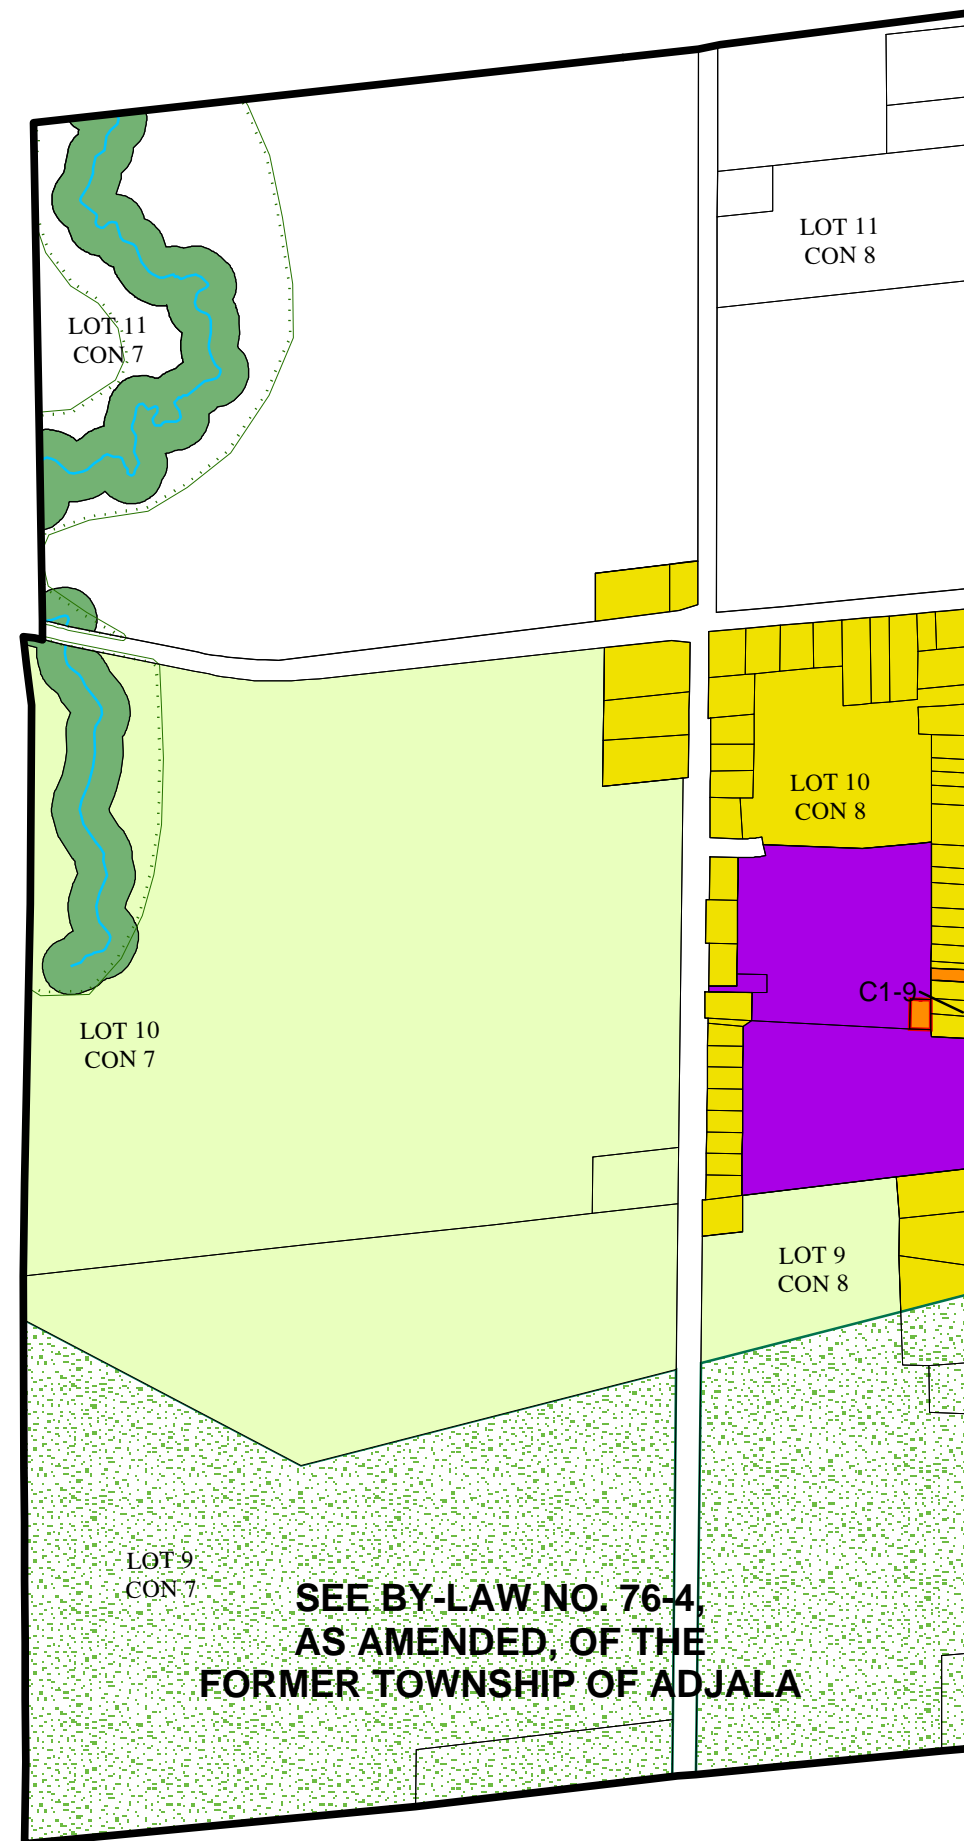 LOT 11
CON 8
LOT 11
CON 7
LOT 10
CON 8
C1-9
LOT 10
CON 7
LOT 9
CON 8
LOT 9
CON 7
SEE BY-LAW NO. 76-4,
AS AMENDED, OF THE
FORMER TOWNSHIP OF ADJALA